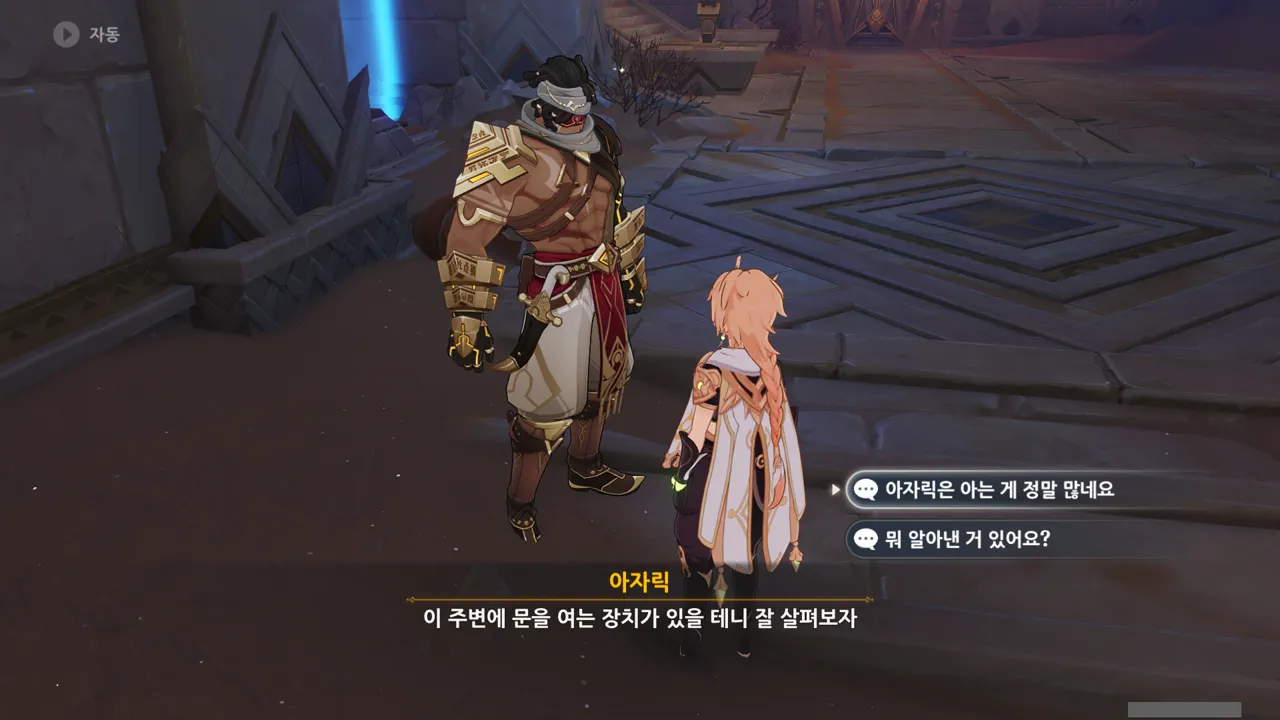 자동
아자릭은 아는 게 정말 많네요
뭐 알아낸 거 있어요?
아자릭
이 주변에 문을 여는 장치가 있을 테니 잘 살펴보자